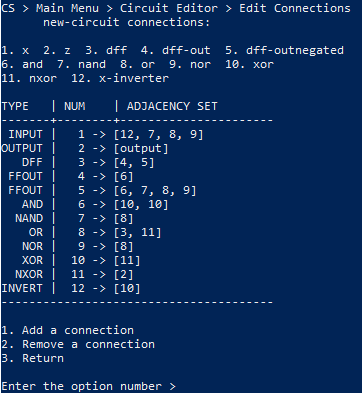 CS > Main Menu > Circuit Editor > Edit Connections
new-circuit connections:
1. x  2. z  3. dff  4. dff-out  5. dff-outnegated
6. and  7. nand  8. or  9. nor  10. xor
11. nxor  12. x-inverter
TYPE | NUM | ADJACENCY SET
-------+-------+----------------------
INPUT | 1 -> [12, 7, 8, 9]
OUTPUT | 2 -> [output]
DFF | 3 -> [4, 5]
FFOUT | 4 -> [6]
FFOUT | 5 -> [6, 7, 8, 9]
AND | 6 -> [10, 10]
NAND | 7 -> [8]
OR | 8 -> [3, 11]
NOR | 9 -> [8]
XOR | 10 -> [11]
NXOR | 11 -> [2]
INVERT | 12 -> [10]
--------------------------------------
1. Add a connection
2. Remove a connection
3. Return
Enter the option number >